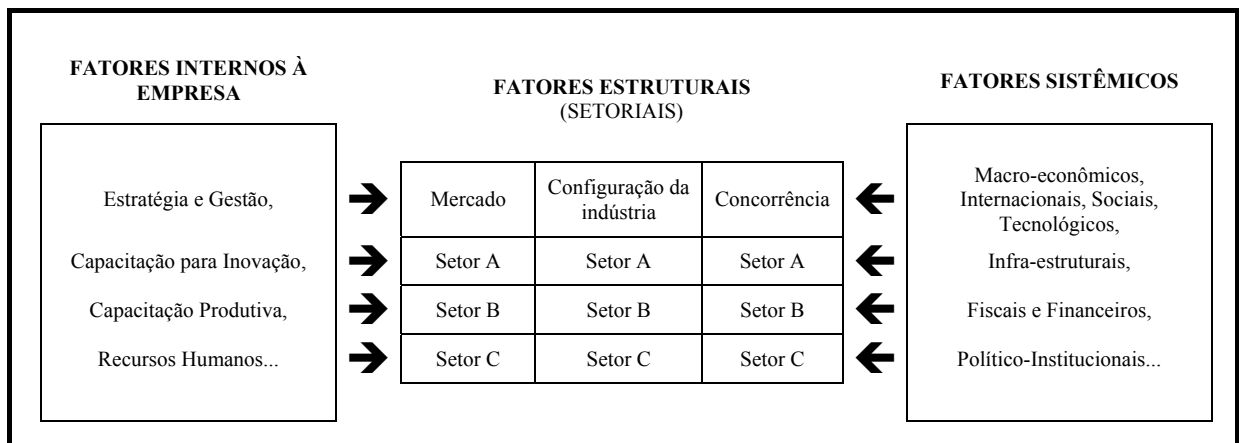 FATORES INTERNOS À
EMPRESA
Estratégia e Gestão,
Capacitação para Inovação,
Capacitação Produtiva,
Recursos Humanos...
FATORES ESTRUTURAIS
(SETORIAIS)
Mercado
Configuração da
indústria
Concorrência
Setor A
Setor A
Setor A
Setor B
Setor B
Setor B
Setor C
Setor C
Setor C
FATORES SISTÊMICOS
Macro-econômicos,
Internacionais, Sociais,
Tecnológicos,
Infra-estruturais,
Fiscais e Financeiros,
Político-Institucionais...